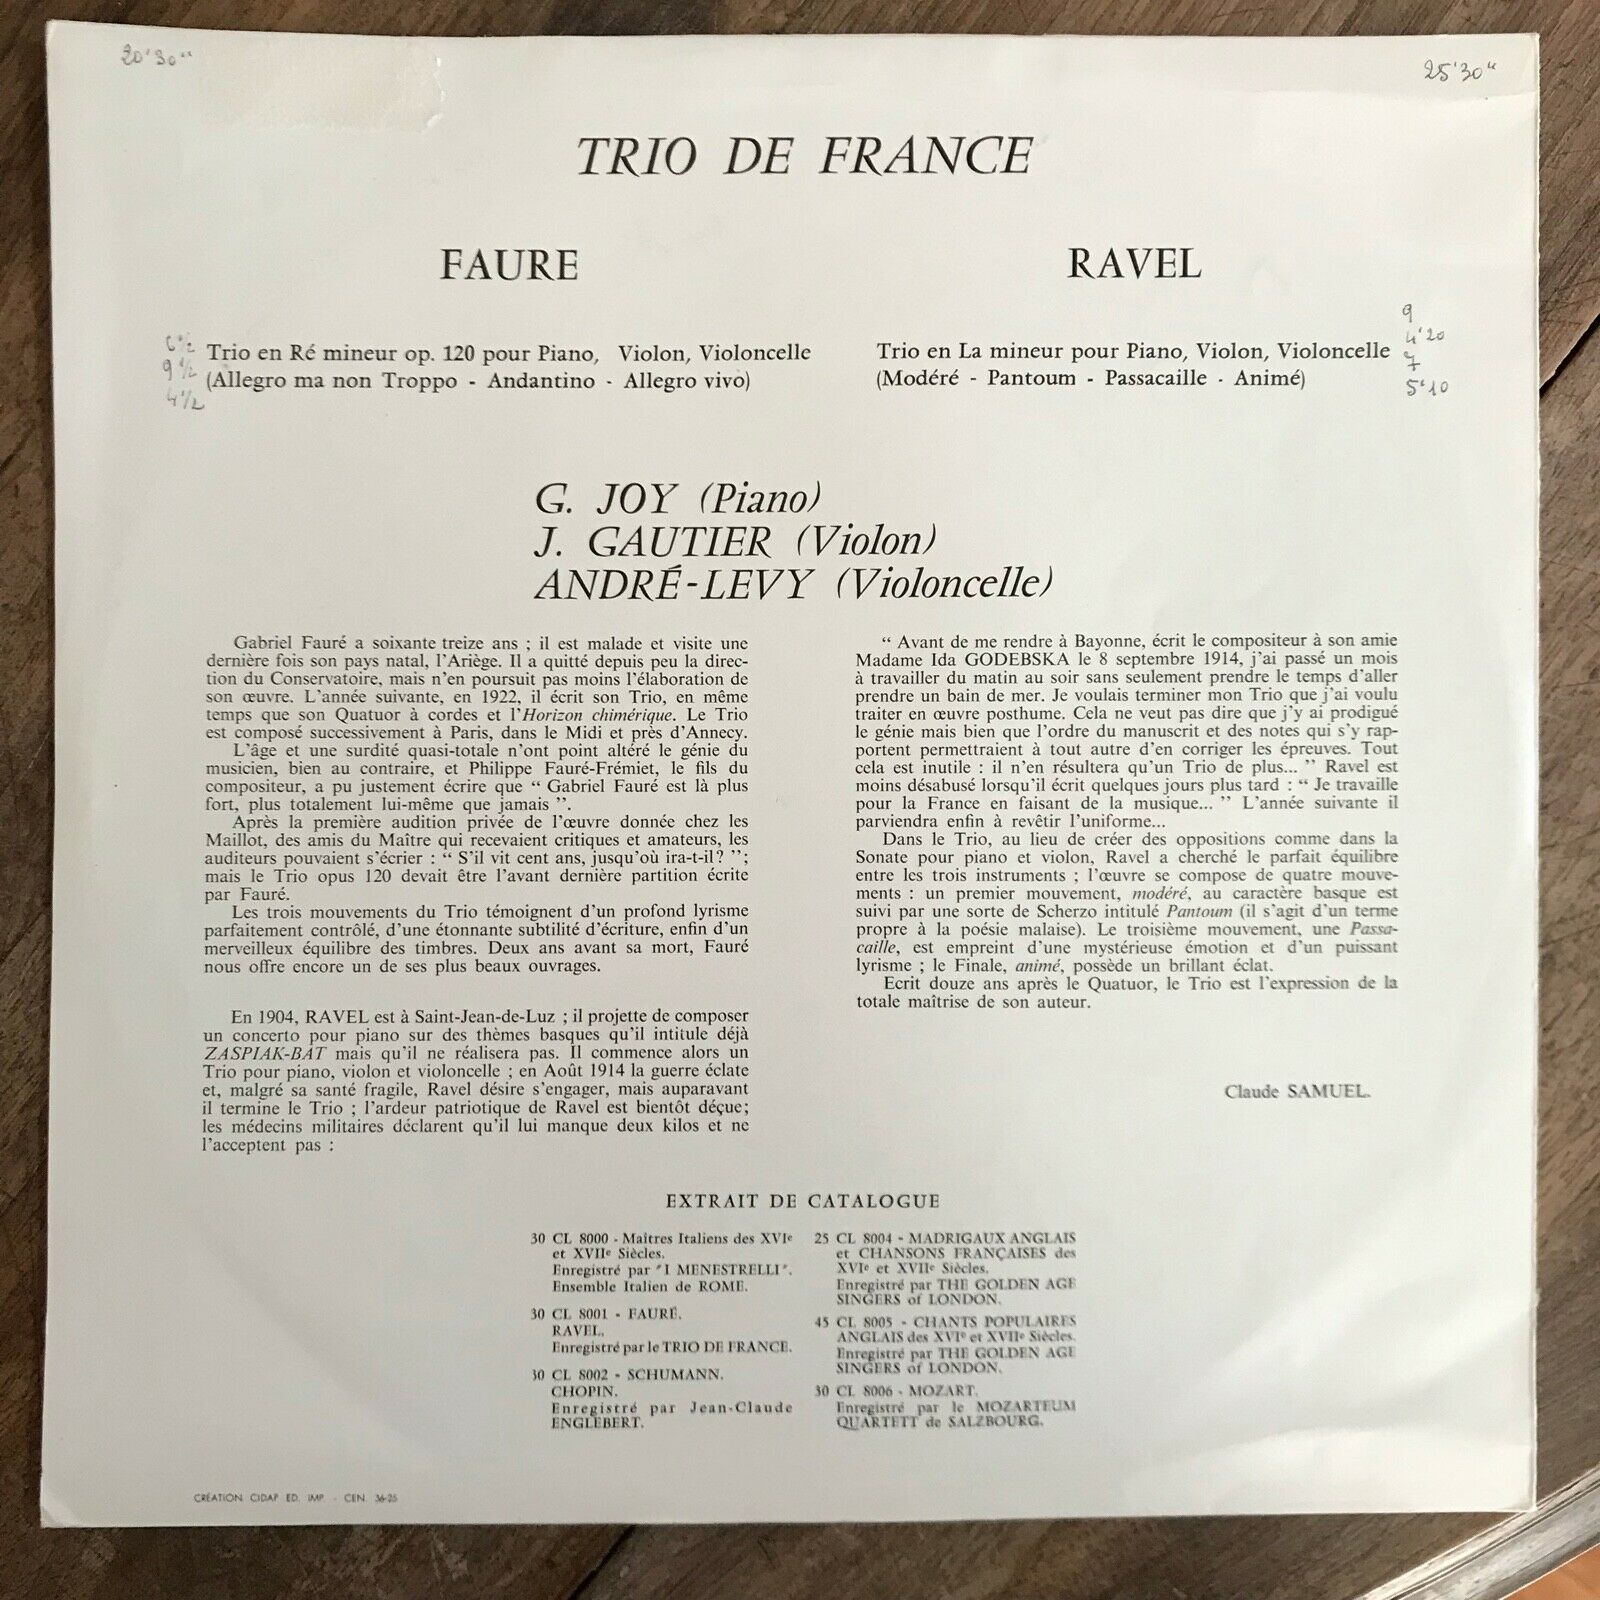 20'30"
25'30"
TRIO DE FRANCE
FAURE
6 1/2
9 1/2
4 1/2
Trio en Ré mineur op. 120 pour Piano, Violon, Violoncelle
(Allegro ma non Troppo - Andantino - Allegro vivo)
RAVEL
Trio en La mineur pour Piano, Violon, Violoncelle
(Modéré - Pantoum - Passacaille - Animé)
9
4'20
7
5'10
G. JOY (Piano)
J. GAUTIER (Violon)
ANDRÉ-LEVY (Violoncelle)
Gabriel Fauré a soixante treize ans ; il est malade et visite une
dernière fois son pays natal, l'Ariège. Il a quitté depuis peu la direc-
tion du Conservatoire, mais n'en poursuit pas moins l'élaboration de
son œuvre. L'année suivante, en 1922, il écrit son Trio, en même
temps que son Quatuor à cordes et l'Horizon chimérique. Le Trio
est composé successivement à Paris, dans le Midi et près d'Annecy.
L'âge et une surdité quasi-totale n'ont point altéré le génie du
musicien, bien au contraire, et Philippe Fauré-Frémiet, le fils du
compositeur, a pu justement écrire que “ Gabriel Fauré est là plus
fort, plus totalement lui-même que jamais ”.
Après la première audition privée de l'œuvre donnée chez les
Maillot, des amis du Maître qui recevaient critiques et amateurs, les
auditeurs pouvaient s'écrier : “ S'il vit cent ans, jusqu'où ira-t-il? ”;
mais le Trio opus 120 devait être l'avant dernière partition écrite
par Fauré.
Les trois mouvements du Trio témoignent d'un profond lyrisme
parfaitement contrôlé, d'une étonnante subtilité d'écriture, enfin d'un
merveilleux équilibre des timbres. Deux ans avant sa mort, Fauré
nous offre encore un de ses plus beaux ouvrages.
En 1904, RAVEL est à Saint-Jean-de-Luz ; il projette de composer
un concerto pour piano sur des thèmes basques qu'il intitule déjà
ZASPIAK-BAT mais qu'il ne réalisera pas. Il commence alors un
Trio pour piano, violon et violoncelle ; en Août 1914 la guerre éclate
et, malgré sa santé fragile, Ravel désire s'engager, mais auparavant
il termine le Trio ; l'ardeur patriotique de Ravel est bientôt déçue;
les médecins militaires déclarent qu'il lui manque deux kilos et ne
l'acceptent pas :
“ Avant de me rendre à Bayonne, écrit le compositeur à son amie
Madame Ida GODEBSKA le 8 septembre 1914, j'ai passé un mois
à travailler du matin au soir sans seulement prendre le temps d'aller
prendre un bain de mer. Je voulais terminer mon Trio que j'ai voulu
traiter en œuvre posthume. Cela ne veut pas dire que j'y ai prodigué
le génie mais bien que l'ordre du manuscrit et des notes qui s'y rap-
portent permettraient à tout autre d'en corriger les épreuves. Tout
cela est inutile : il n'en résultera qu'un Trio de plus... ” Ravel est
moins désabusé lorsqu'il écrit quelques jours plus tard : “ Je travaille
pour la France en faisant de la musique... ” L'année suivante il
parviendra enfin à revêtir l'uniforme...
Dans le Trio, au lieu de créer des oppositions comme dans la
Sonate pour piano et violon, Ravel a cherché le parfait équilibre
entre les trois instruments ; l'œuvre se compose de quatre mouve-
ments : un premier mouvement, modéré, au caractère basque est
suivi par une sorte de Scherzo intitulé Pantoum (il s'agit d'un terme
propre à la poésie malaise). Le troisième mouvement, une Passa-
caille, est empreint d'une mystérieuse émotion et d'un puissant
lyrisme ; le Finale, animé, possède un brillant éclat.
Ecrit douze ans après le Quatuor, le Trio est l'expression de la
totale maîtrise de son auteur.
Claude SAMUEL.
EXTRAIT DE CATALOGUE
30 CL 8000 - Maîtres Italiens des XVIe
et XVIIe Siècles.
Enregistré par "I MENESTRELLI".
Ensemble Italien de ROME.
30 CL 8001 - FAURÉ.
RAVEL.
Enregistré par le TRIO DE FRANCE.
30 CL 8002 - SCHUMANN.
CHOPIN.
Enregistré par Jean-Claude
ENGLEBERT.
25 CL 8004 - MADRIGAUX ANGLAIS
et CHANSONS FRANÇAISES des
XVIe et XVIIe Siècles.
Enregistré par THE GOLDEN AGE
SINGERS of LONDON.
45 CL 8005 - CHANTS POPULAIRES
ANGLAIS des XVIe et XVIIe Siècles.
Enregistré par THE GOLDEN AGE
SINGERS of LONDON.
30 CL 8006 - MOZART.
Enregistré par le MOZARTEUM
QUARTETT de SALZBOURG.
CRÉATION CIDAP ED. IMP. - CEN. 36-25